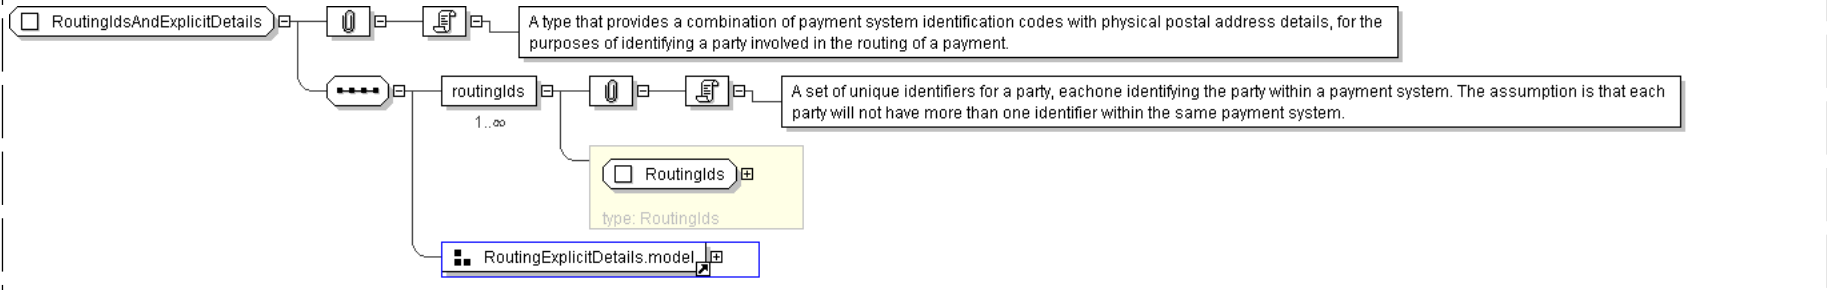 RoutingIdsAndExplicitDetails
A type that provides a combination of payment system identification codes with physical postal address details, for the
purposes of identifying a party involved in the routing of a payment.
routingIds
1..∞
A set of unique identifiers for a party, eachone identifying the party within a payment system. The assumption is that each
party will not have more than one identifier within the same payment system.
RoutingIds
type: RoutingIds
RoutingExplicitDetails.model